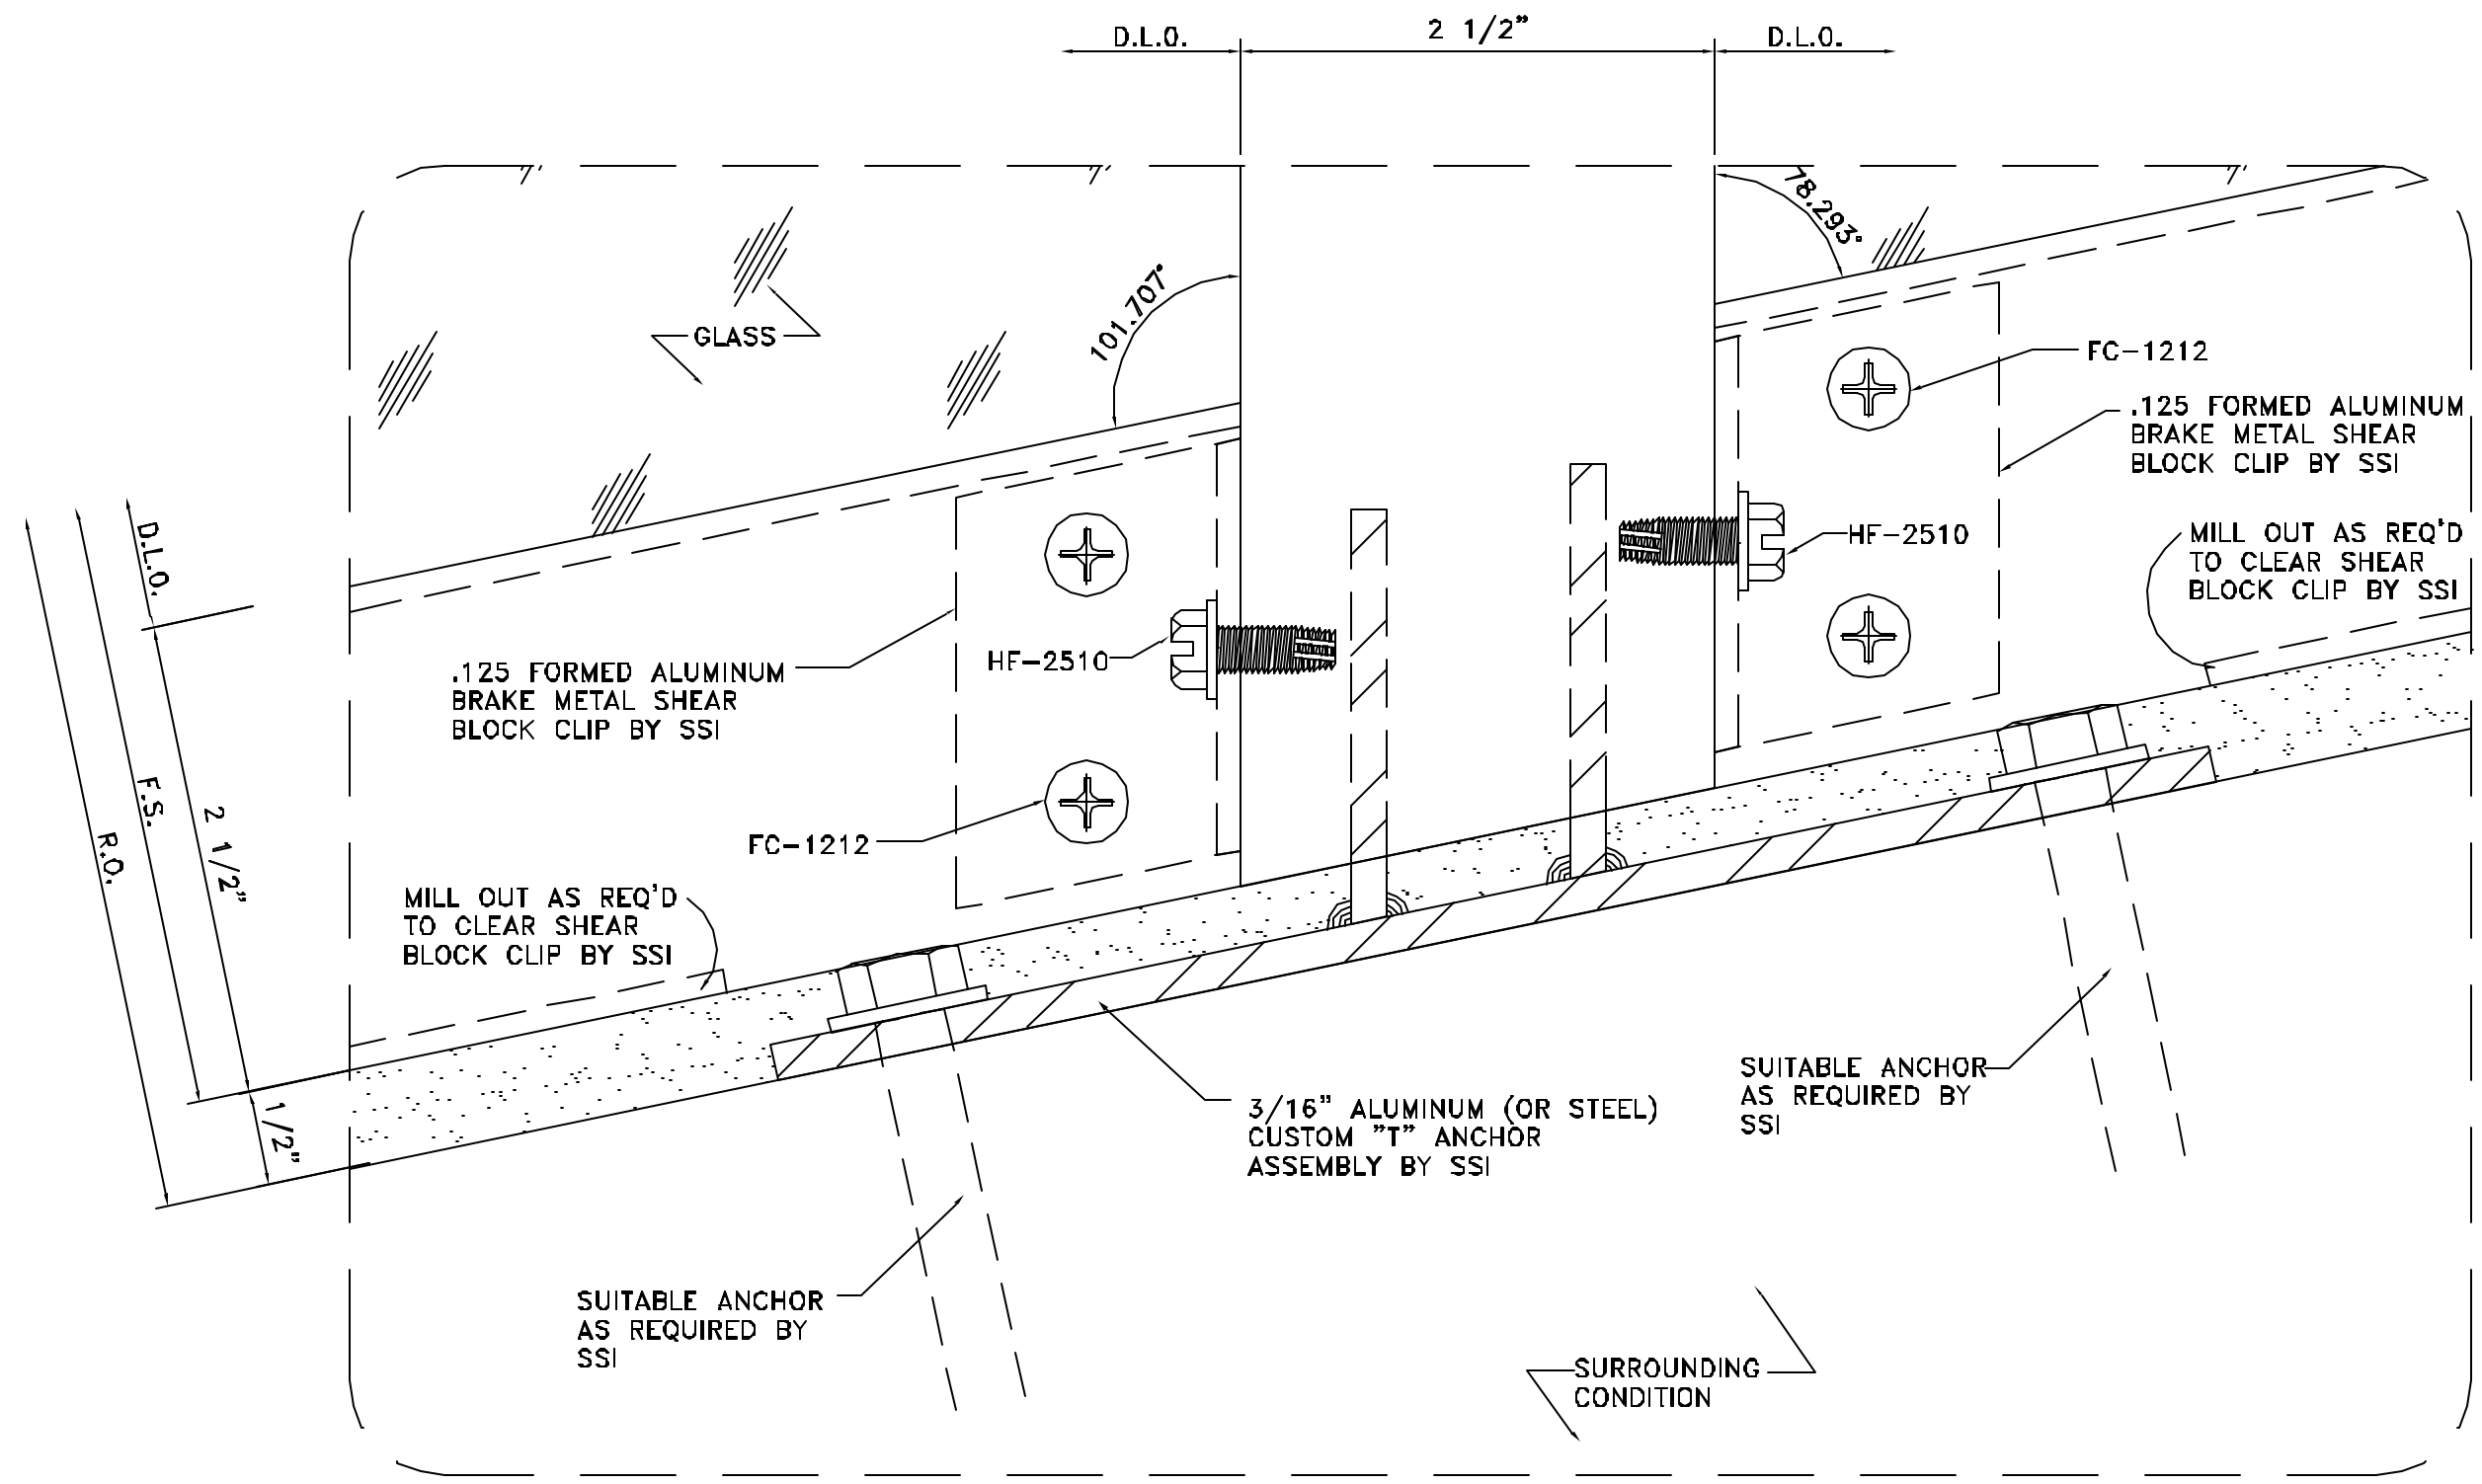 D.L.O.
2 1/2"
D.L.O.
78.293°
101.707°
GLASS
FC-1212
.125 FORMED ALUMINUM
BRAKE METAL SHEAR
BLOCK CLIP BY SSI
HF-2510
MILL OUT AS REQ'D
TO CLEAR SHEAR
BLOCK CLIP BY SSI
D.L.O.
F.S.
R.O.
2 1/2"
1/2"
.125 FORMED ALUMINUM
BRAKE METAL SHEAR
BLOCK CLIP BY SSI
HF-2510
FC-1212
MILL OUT AS REQ'D
TO CLEAR SHEAR
BLOCK CLIP BY SSI
3/16" ALUMINUM (OR STEEL)
CUSTOM "T" ANCHOR
ASSEMBLY BY SSI
SUITABLE ANCHOR
AS REQUIRED BY
SSI
SUITABLE ANCHOR
AS REQUIRED BY
SSI
SURROUNDING
CONDITION